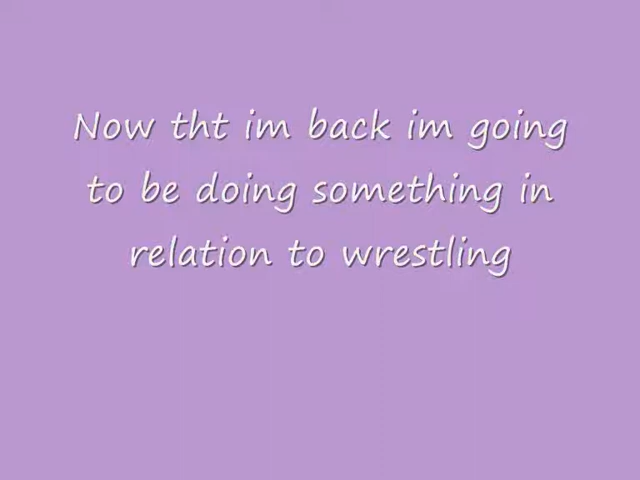 Now tht im back im going
to be doing something in
relation to wrestling